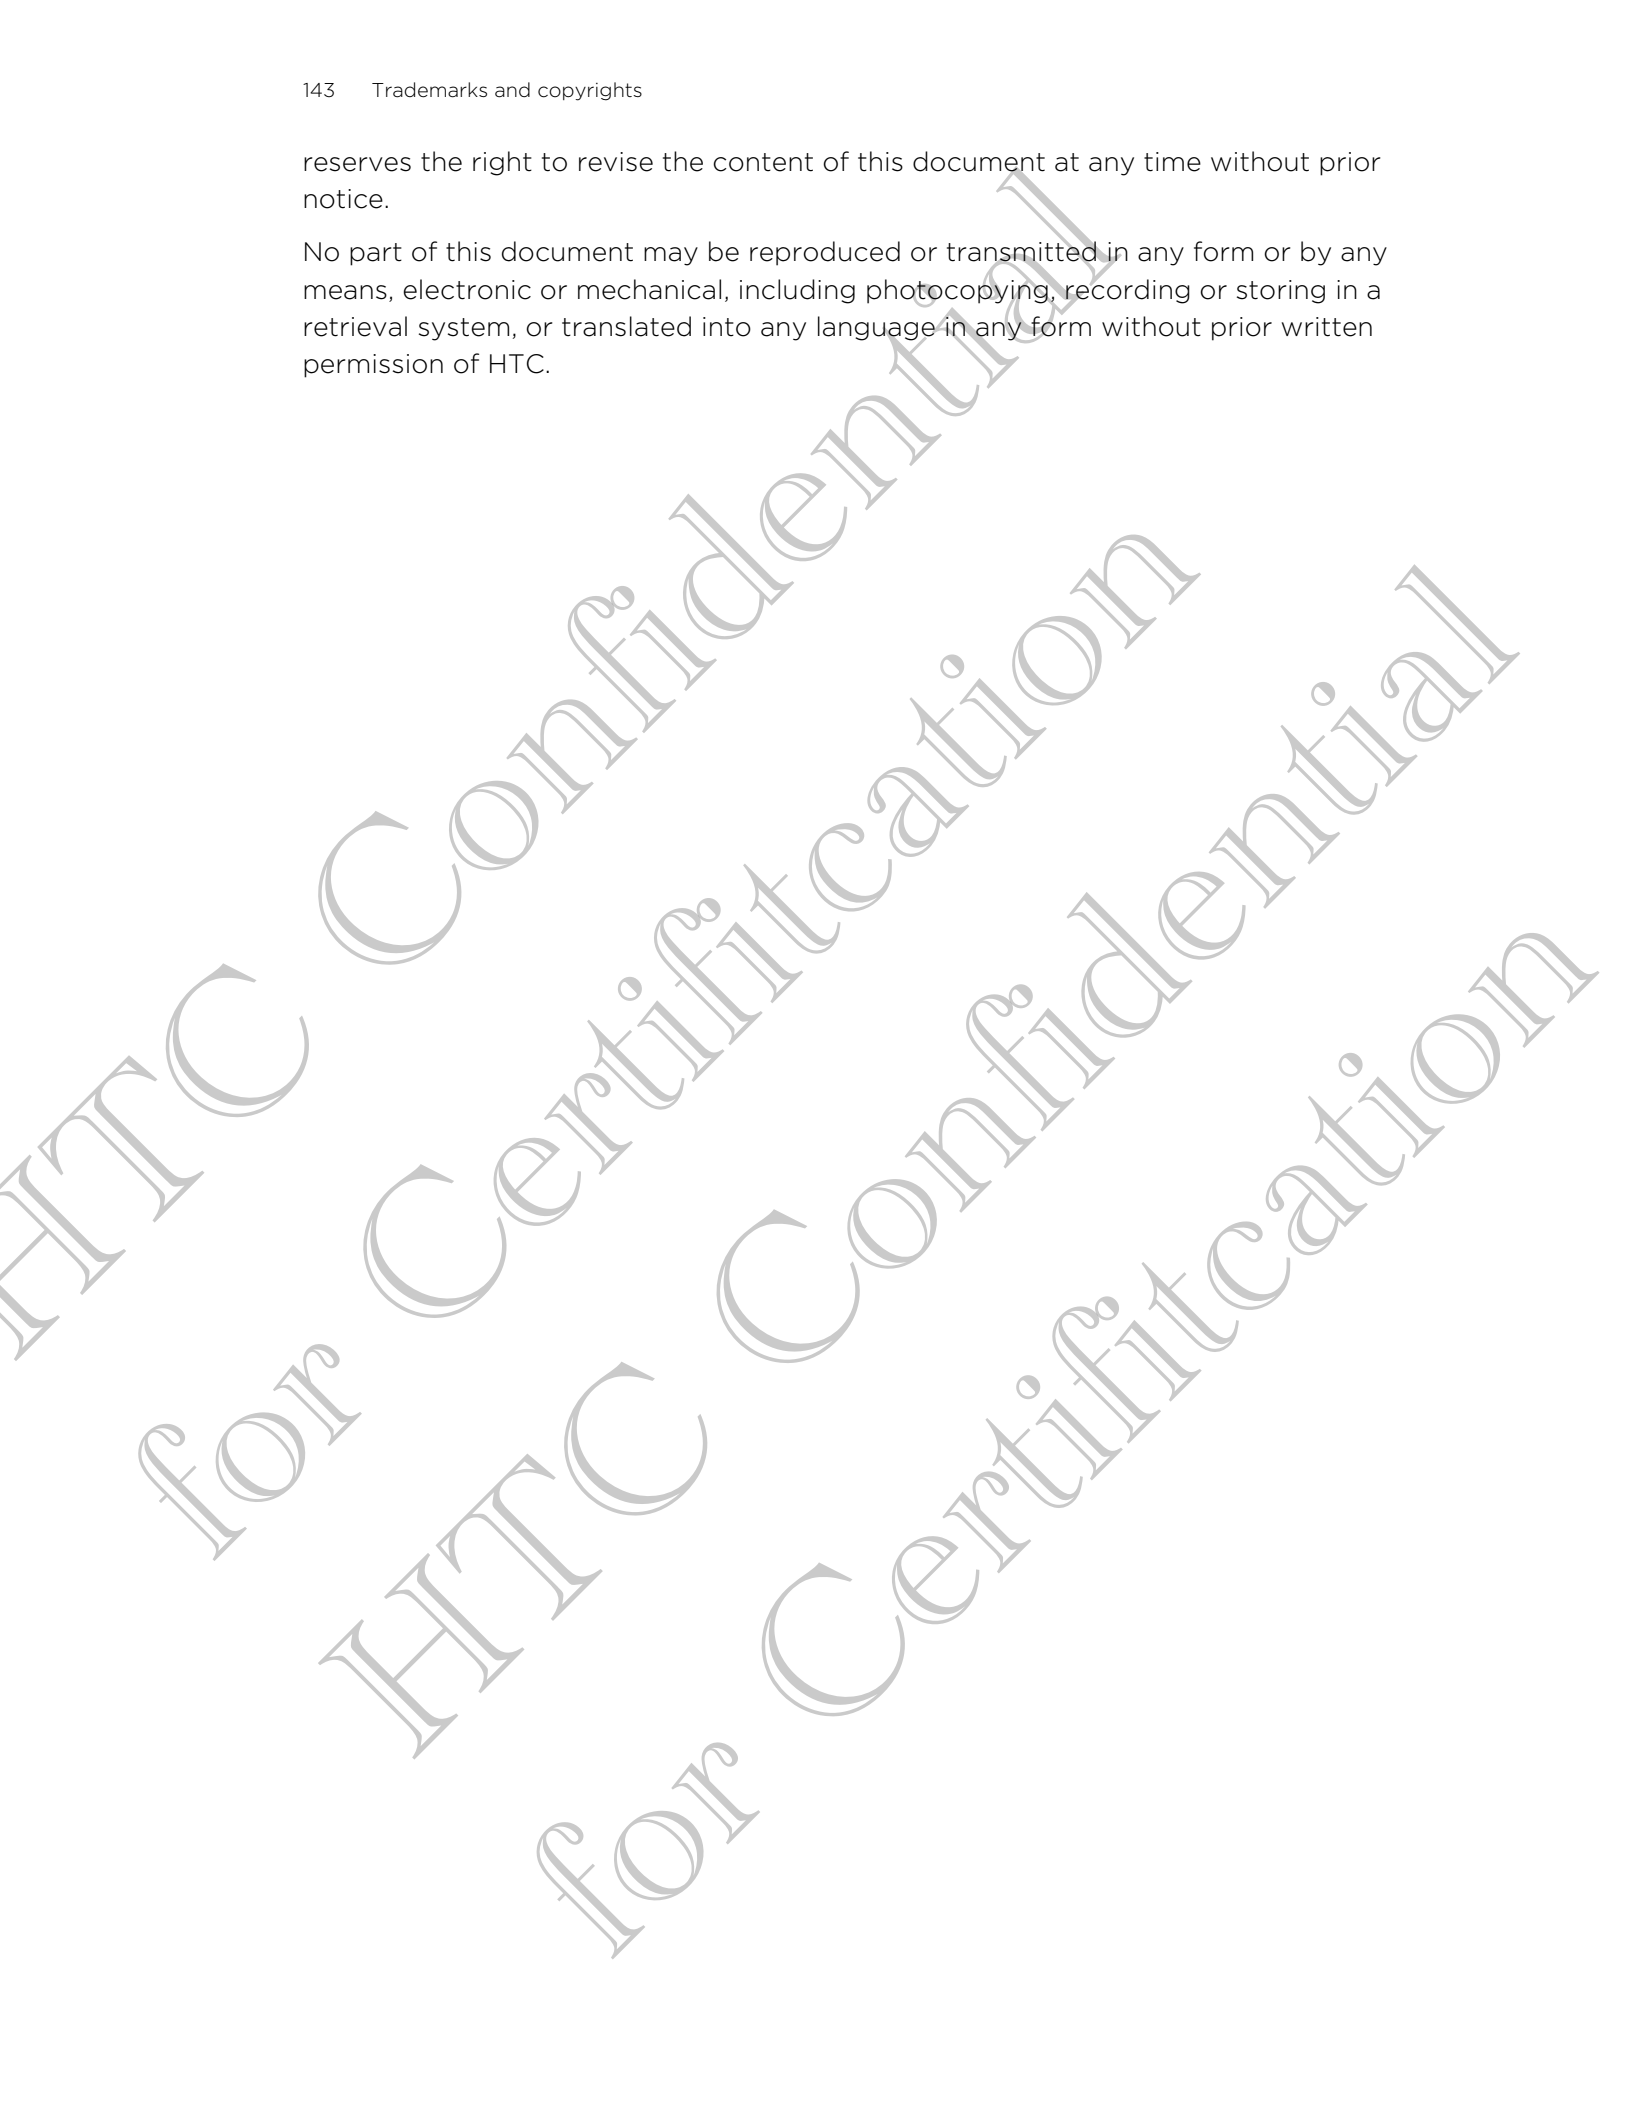 143 Trademarks and copyrights
reserves the right to revise the content of this document at any time without prior
notice.
No part of this document may be reproduced or transmitted in any form or by any
means, electronic or mechanical, including photocopying, recording or storing in a
retrieval system, or translated into any language in any form without prior written
permission of HTC.
HTC Confidential
for Certifitcation
HTC Confidential
for Certifitcation